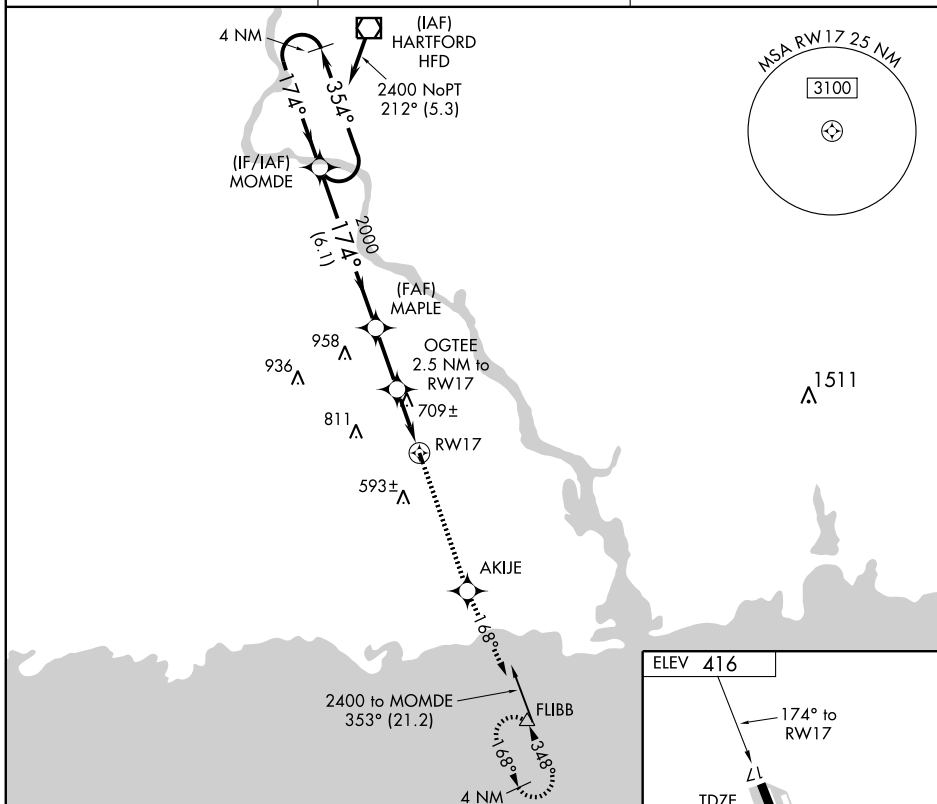 (IAF)
HARTFORD
HFD
4 NM
2400 NoPT
212° (5.3)
174°
354°
MSA RW17 25 NM
3100
(IF/IAF)
MOMDE
2000
174°
(6.1)
(FAF)
MAPLE
958
936
OGTEE
2.5 NM to
RW17
709±
1511
811
RW17
593±
AKIJE
168°
2400 to MOMDE
353° (21.2)
FLIBB
168°
348°
4 NM
ELEV 416
174° to
RW17
17
TDZE